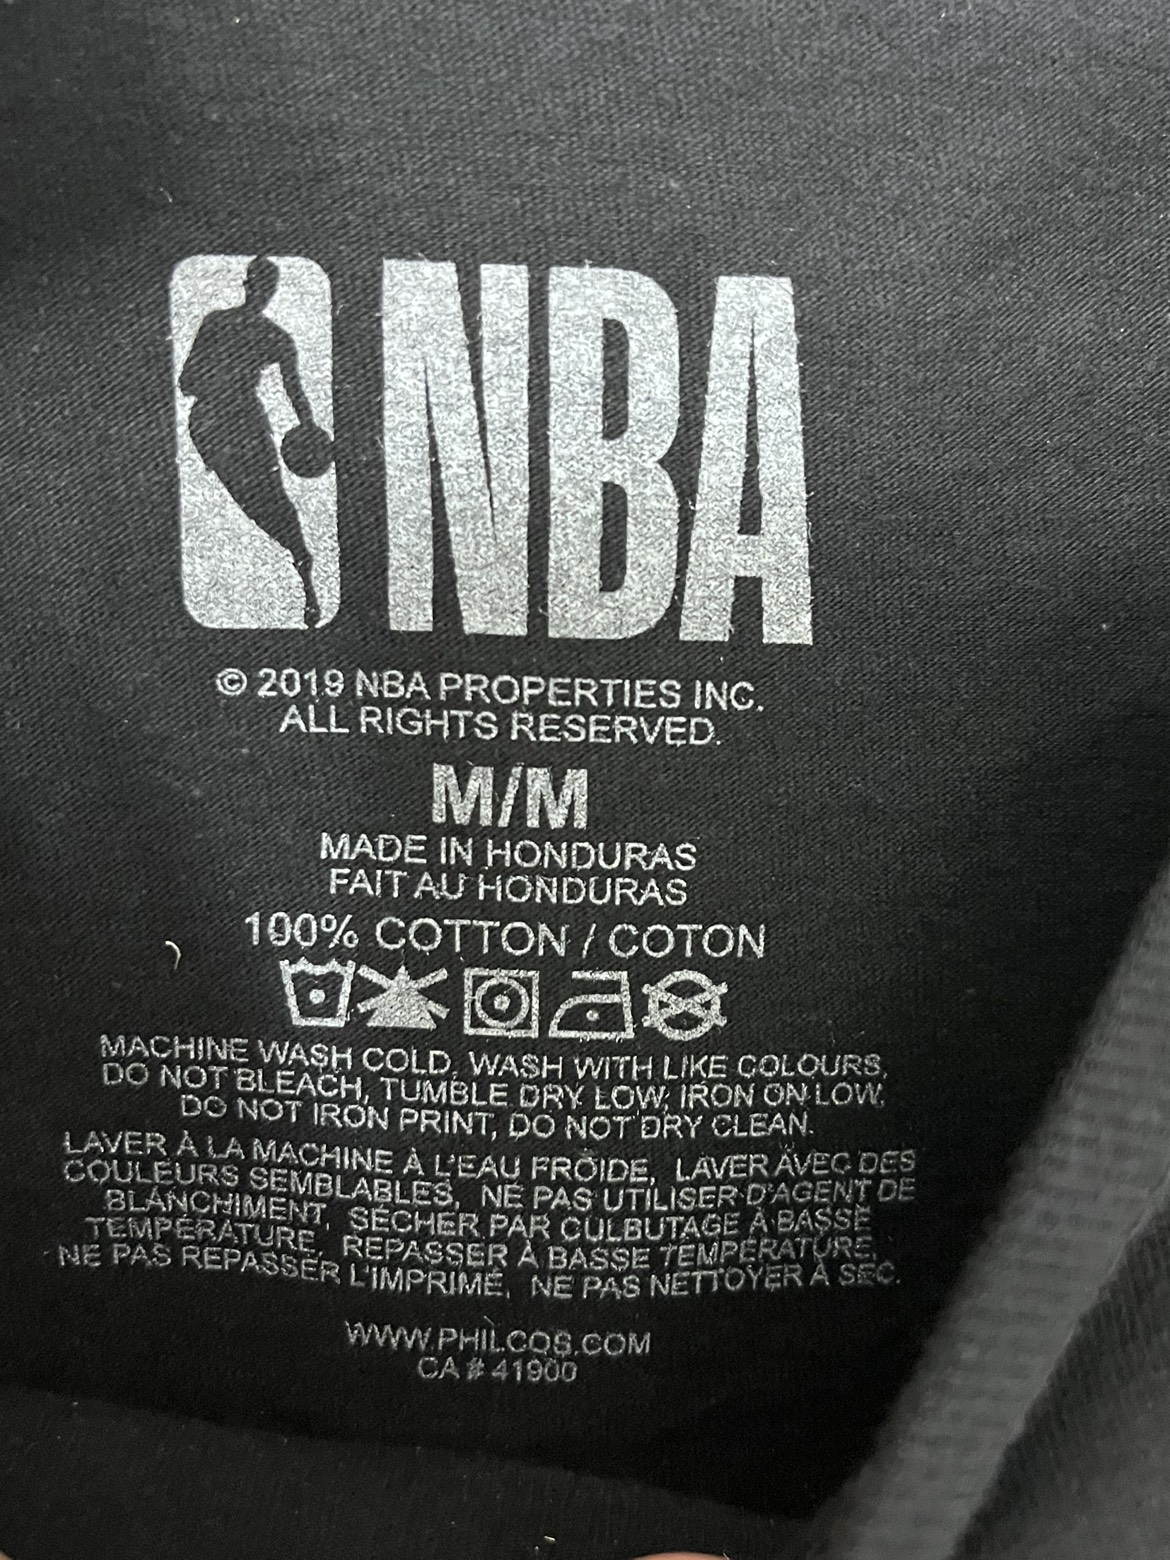 NBA
© 2019 NBA PROPERTIES INC.
ALL RIGHTS RESERVED.
M/M
MADE IN HONDURAS
FAIT AU HONDURAS
100% COTTON / COTON
MACHINE WASH COLD, WASH WITH LIKE COLOURS.
DO NOT BLEACH, TUMBLE DRY LOW, IRON ON LOW.
DO NOT IRON PRINT, DO NOT DRY CLEAN.
LAVER À LA MACHINE À L'EAU FROIDE, LAVER AVEC DES
COULEURS SEMBLABLES, NE PAS UTILISER D'AGENT DE
BLANCHIMENT, SÉCHER PAR CULBUTAGE À BASSE
TEMPÉRATURE, REPASSER À BASSE TEMPÉRATURE,
NE PAS REPASSER L'IMPRIMÉ, NE PAS NETTOYER À SEC.
WWW.PHILCOS.COM
CA # 41900